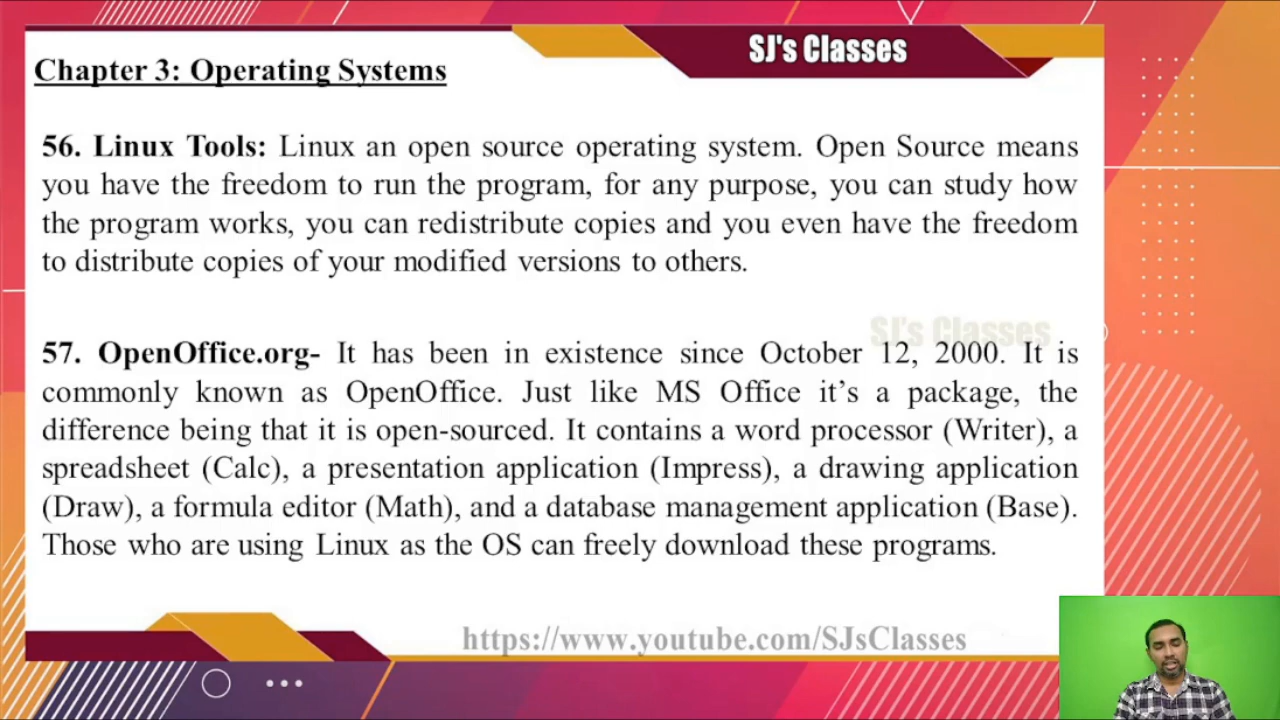 SJ's Classes
Chapter 3: Operating Systems
56. Linux Tools: Linux an open source operating system. Open Source means
you have the freedom to run the program, for any purpose, you can study how
the program works, you can redistribute copies and you even have the freedom
to distribute copies of your modified versions to others.
SJ's Classes
57. OpenOffice.org- It has been in existence since October 12, 2000. It is
commonly known as OpenOffice. Just like MS Office it’s a package, the
difference being that it is open-sourced. It contains a word processor (Writer), a
spreadsheet (Calc), a presentation application (Impress), a drawing application
(Draw), a formula editor (Math), and a database management application (Base).
Those who are using Linux as the OS can freely download these programs.
https://www.youtube.com/SJsClasses